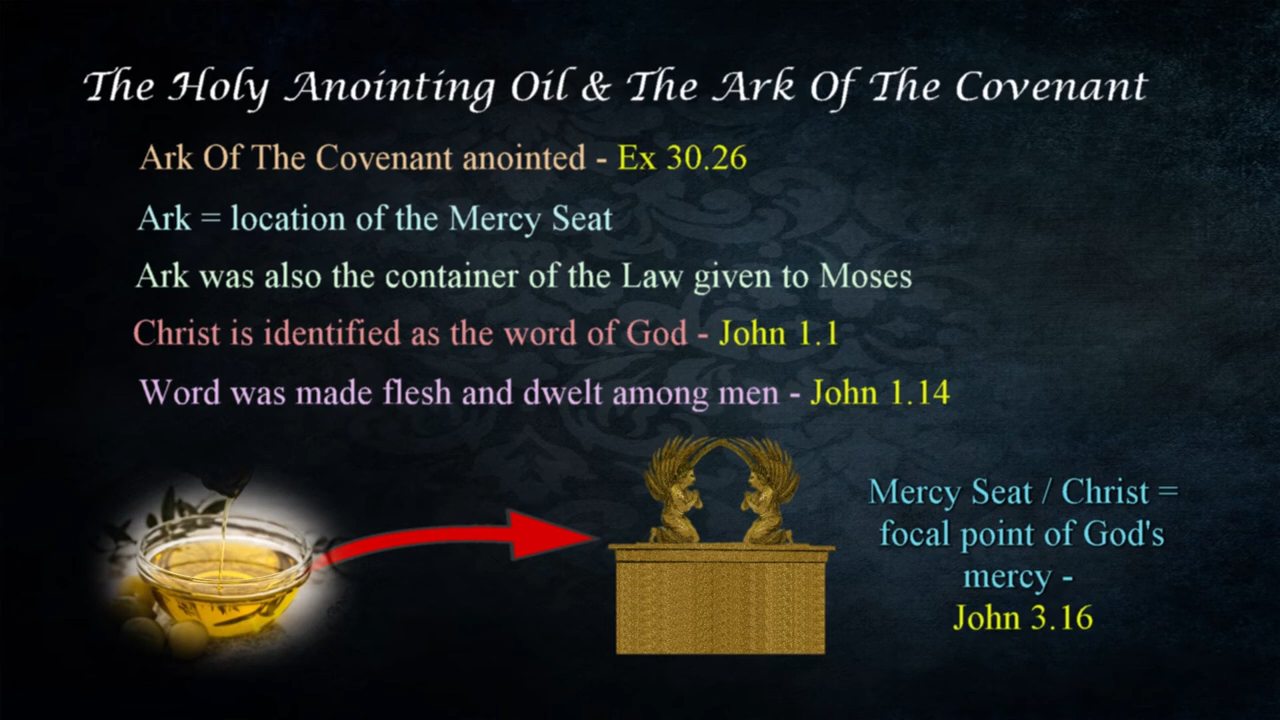 The Holy Anointing Oil & The Ark Of The Covenant
Ark Of The Covenant anointed - Ex 30.26
Ark = location of the Mercy Seat
Ark was also the container of the Law given to Moses
Christ is identified as the word of God - John 1.1
Word was made flesh and dwelt among men - John 1.14
Mercy Seat / Christ =
focal point of God's
mercy -
John 3.16